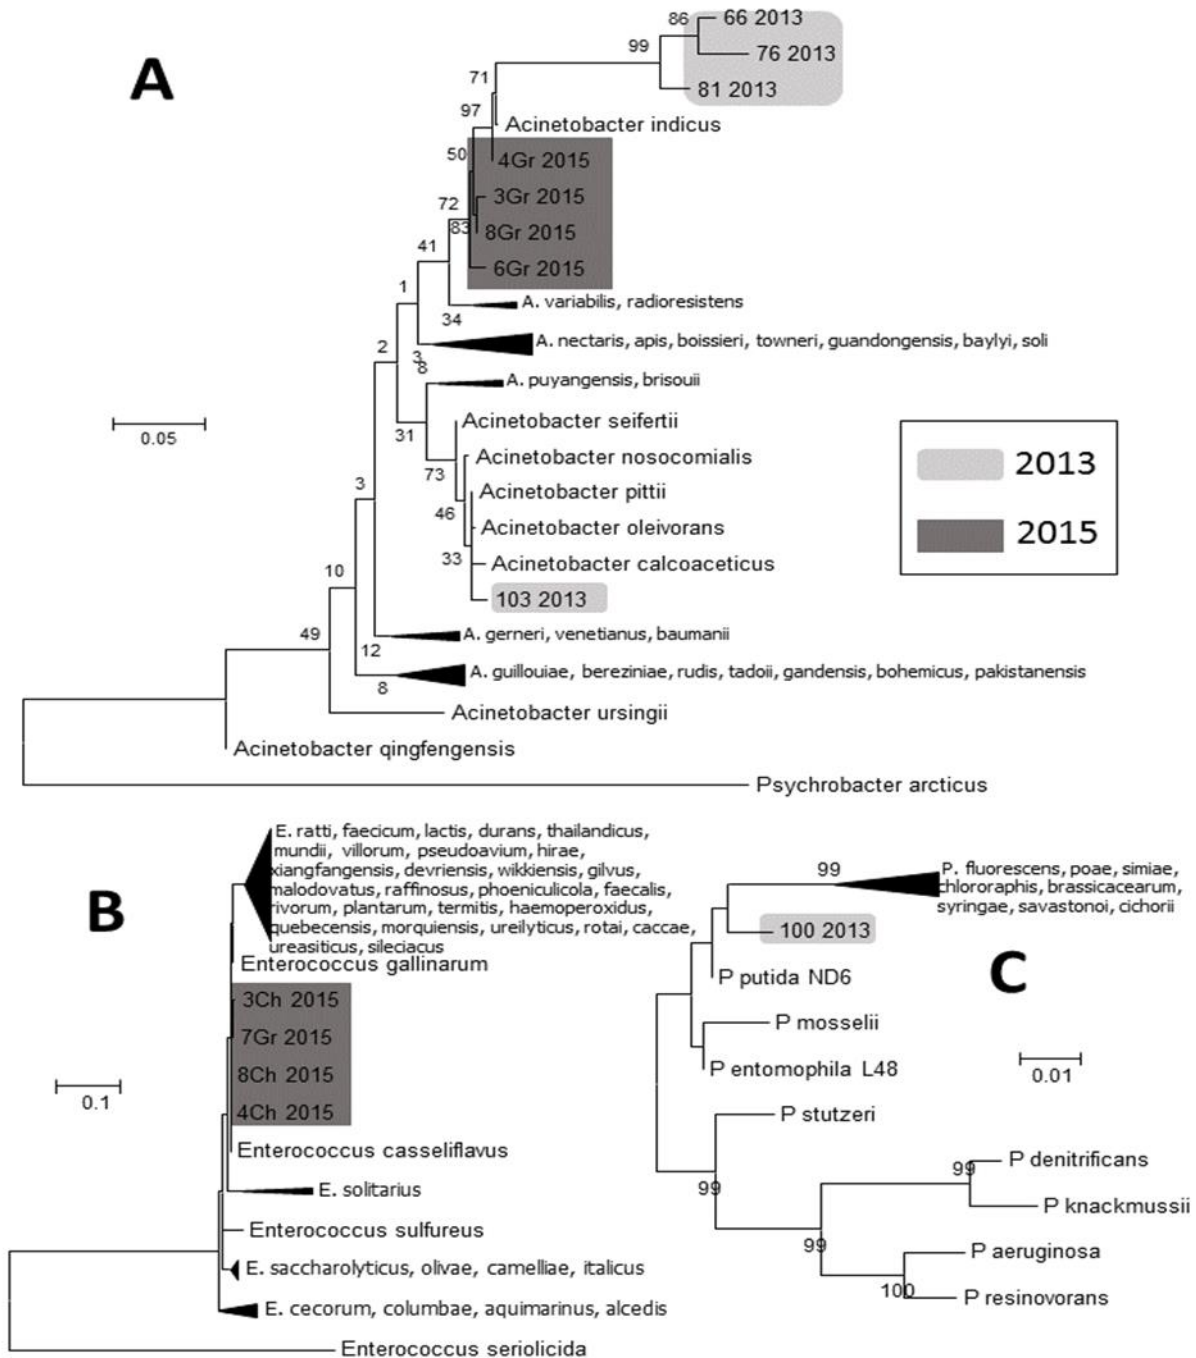 A
86
66 2013
99
76 2013
71
81 2013
97
Acinetobacter indicus
50
4Gr 2015
3Gr 2015
72
83
8Gr 2015
41
6Gr 2015
1
A. variabilis, radioresistens
34
2
A. nectaris, apis, boissieri, towneri, guandongensis, baylyi, soli
3
8
A. puyangensis, brisouii
0.05
31
Acinetobacter seifertii
73
Acinetobacter nosocomialis
3
Acinetobacter pittii
46
Acinetobacter oleivorans
33
Acinetobacter calcoaceticus
10
103 2013
49
A. gerneri, venetianus, baumanii
12
A. guillouiae, bereziniae, rudis, tadoii, gandensis, bohemicus, pakistanensis
8
Acinetobacter ursingii
Acinetobacter qingfengensis
Psychrobacter arcticus
2013
2015
B
E. ratti, faecicum, lactis, durans, thailandicus,
mundii, villorum, pseudoavium, hirae,
xiangfangensis, devriensis, wikkiensis, gilvus,
malodovatus, raffinosus, phoeniculicola, faecalis,
rivorum, plantarum, termitis, haemoperoxidus,
quebecensis, morquiensis, ureilyticus, rotai, caccae,
ureasiticus, sileciacus
Enterococcus gallinarum
3Ch 2015
7Gr 2015
8Ch 2015
4Ch 2015
0.1
Enterococcus casseliflavus
E. solitarius
Enterococcus sulfureus
E. saccharolyticus, olivae, camelliae, italicus
E. cecorum, columbae, aquimarinus, alcedis
Enterococcus seriolicida
C
99
P. fluorescens, poae, simiae,
chlororaphis, brassicacearum,
syringae, savastonoi, cichorii
100 2013
P putida ND6
P mosselii
P entomophila L48
0.01
P stutzeri
99
99
P denitrificans
P knackmussii
99
P aeruginosa
100
P resinovorans